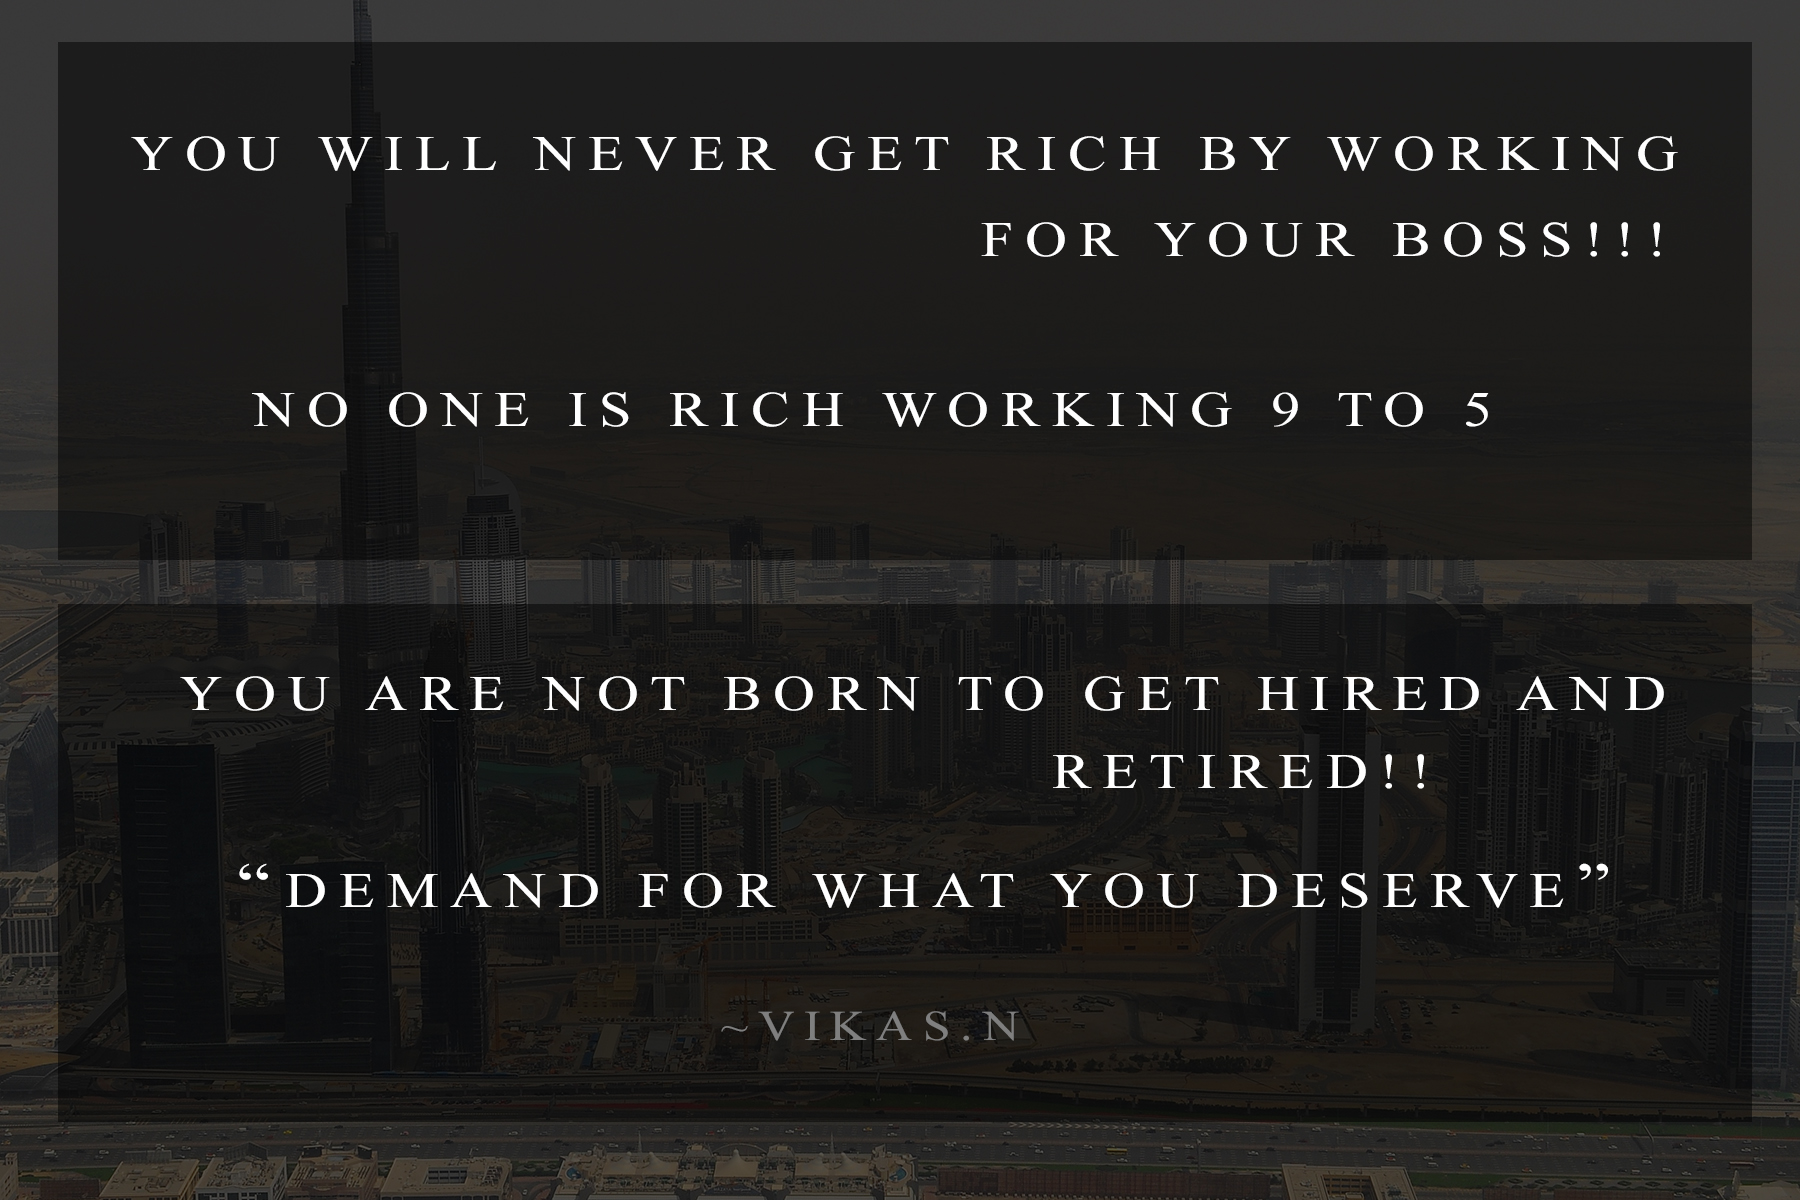 YOU WILL NEVER GET RICH BY WORKING
FOR YOUR BOSS!!!
NO ONE IS RICH WORKING 9 TO 5
YOU ARE NOT BORN TO GET HIRED AND
RETIRED!!
“DEMAND FOR WHAT YOU DESERVE”
~VIKAS.N